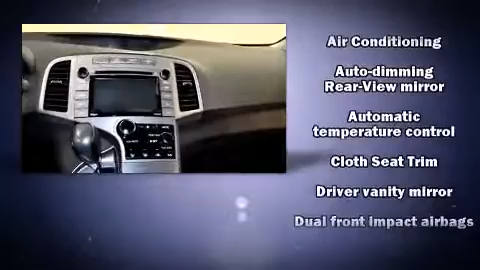 Air Conditioning
Auto-dimming
Rear-View mirror
Automatic
temperature control
Cloth Seat Trim
Driver vanity mirror
Dual front impact airbags